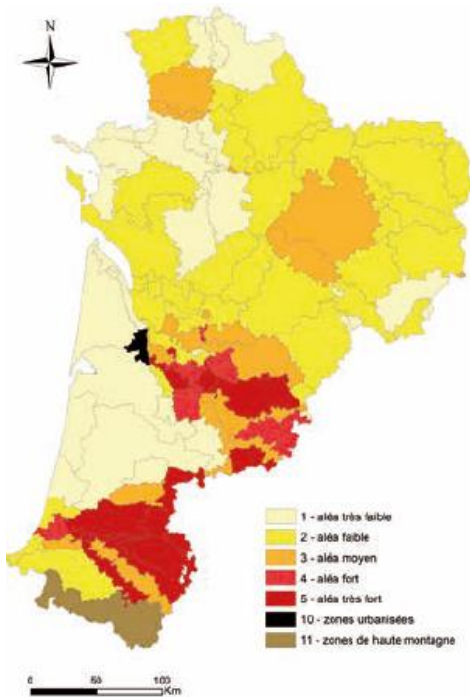 N
1 - aléa très faible
2 - aléa faible
3 - aléa moyen
4 - aléa fort
5 - aléa très fort
10 - zones urbanisées
11 - zones de haute montagne
0 50 100
Km